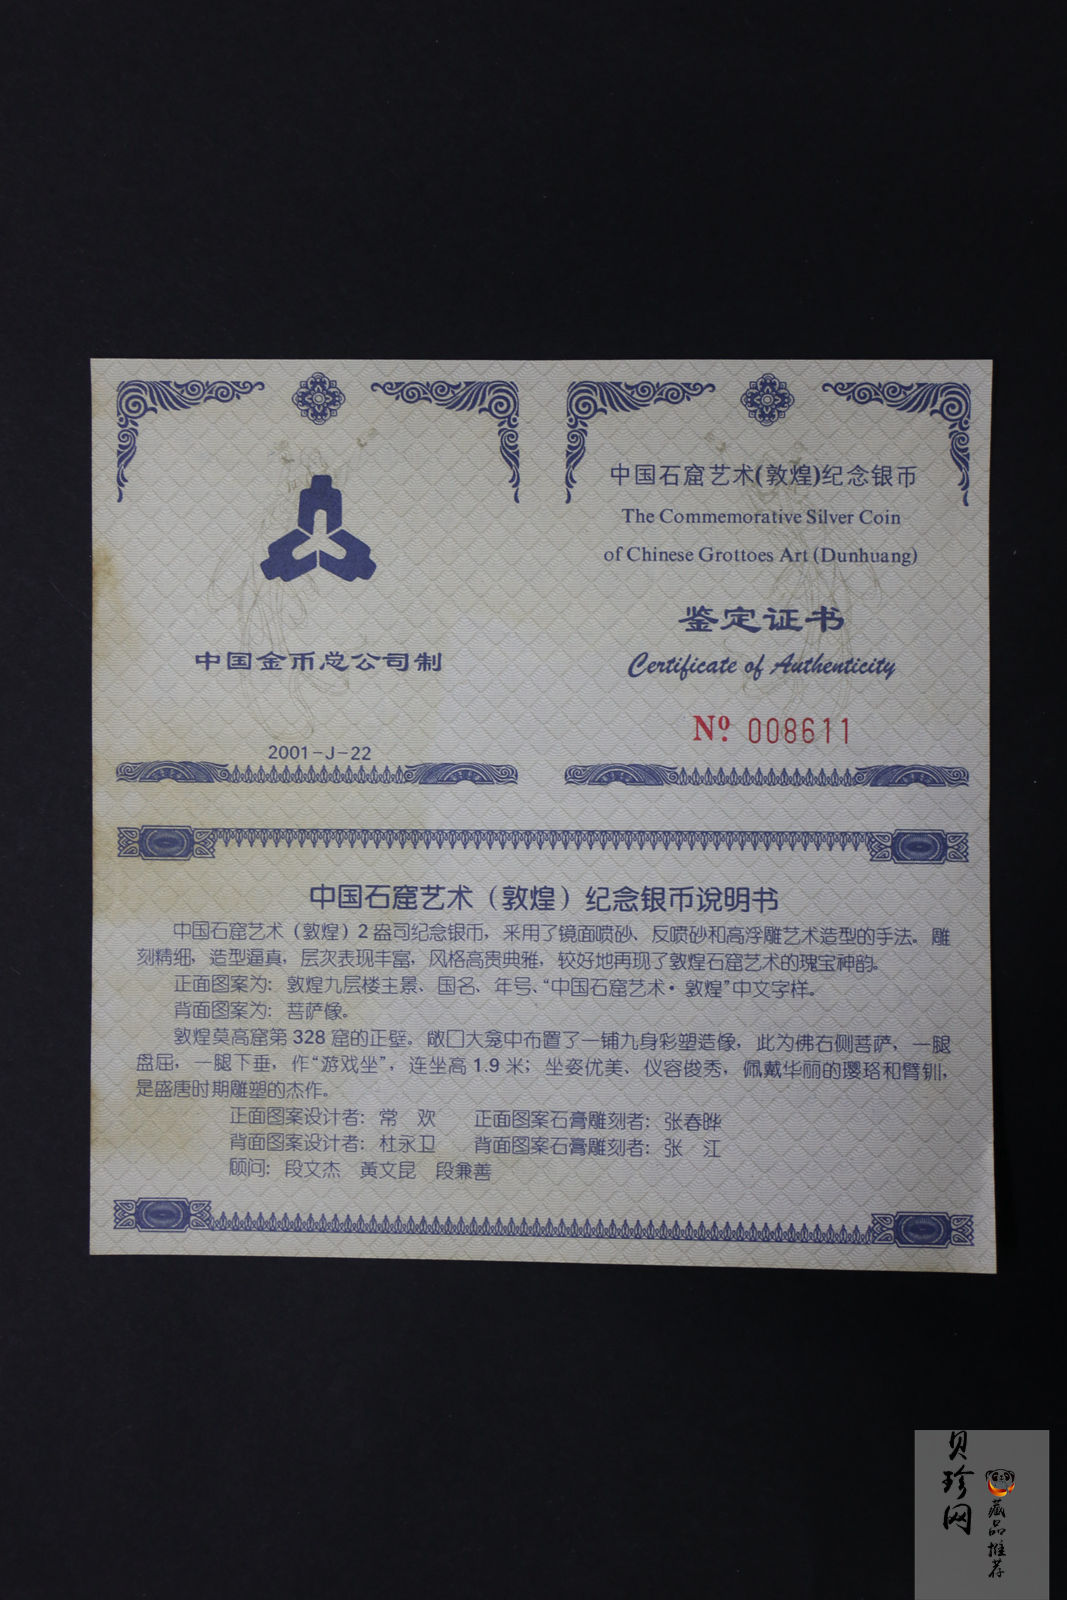 中国金币总公司制
2001-J-22
中国石窟艺术(敦煌)纪念银币
The Commemorative Silver Coin
of Chinese Grottoes Art (Dunhuang)
鉴定证书
Certificate of Authenticity
Nº 008611
中国石窟艺术（敦煌）纪念银币说明书
中国石窟艺术（敦煌）2盎司纪念银币，采用了镜面喷砂、反喷砂和高浮雕艺术造型的手法。雕
刻精细，造型逼真，层次表现丰富，风格高贵典雅，较好地再现了敦煌石窟艺术的瑰宝神韵。
正面图案为：敦煌九层楼主景、国名、年号、“中国石窟艺术·敦煌”中文字样。
背面图案为：菩萨像。
敦煌莫高窟第328窟的正壁。敞口大龛中布置了一铺九身彩塑造像，此为佛右侧菩萨，一腿
盘屈，一腿下垂，作“游戏坐”，连坐高1.9米；坐姿优美、仪容俊秀，佩戴华丽的璎珞和臂钏，
是盛唐时期雕塑的杰作。
正面图案设计者：常 欢 正面图案石膏雕刻者：张春晔
背面图案设计者：杜永卫 背面图案石膏雕刻者：张 江
顾问：段文杰 黄文昆 段兼善
贝珍网
藏品推荐